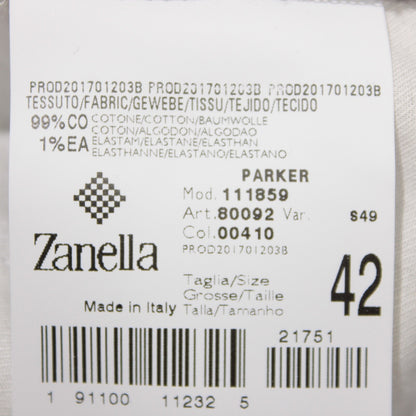 PROD201701203B PROD201701203B PROD201701203B
TESSUTO/FABRIC/GEWEBE/TISSU/TEJIDO/TECIDO
99%CO COTONE/COTTON/BAUMWOLLE
COTON/ALGODON/ALGODAO
1%EA ELASTAM/ELASTANE/ELASTHAN
ELASTHANNE/ELASTANO/ELASTANO
PARKER
Mod. 111859
Art. 80092 Var. S49
Col. 00410
PROD201701203B
Zanella
Taglia/Size
Grösse/Taille
Talla/Tamanho
42
Made in Italy
21751
1 91100 11232 5